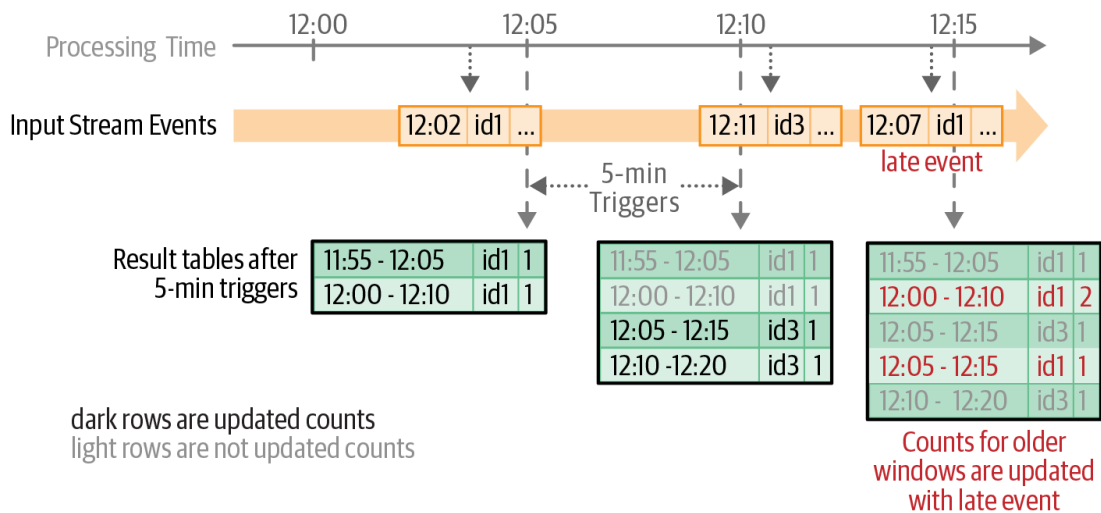 12:00 12:05 12:10 12:15
Processing Time
Input Stream Events
12:02 id1 ...
12:11 id3 ...
12:07 id1 ...
late event
5-min
Triggers
Result tables after
5-min triggers
11:55 - 12:05 id1 1
12:00 - 12:10 id1 1
11:55 - 12:05 id1 1
12:00 - 12:10 id1 1
12:05 - 12:15 id3 1
12:10 -12:20 id3 1
11:55 - 12:05 id1 1
12:00 - 12:10 id1 2
12:05 - 12:15 id3 1
12:05 - 12:15 id1 1
12:10 - 12:20 id3 1
dark rows are updated counts
light rows are not updated counts
Counts for older
windows are updated
with late event